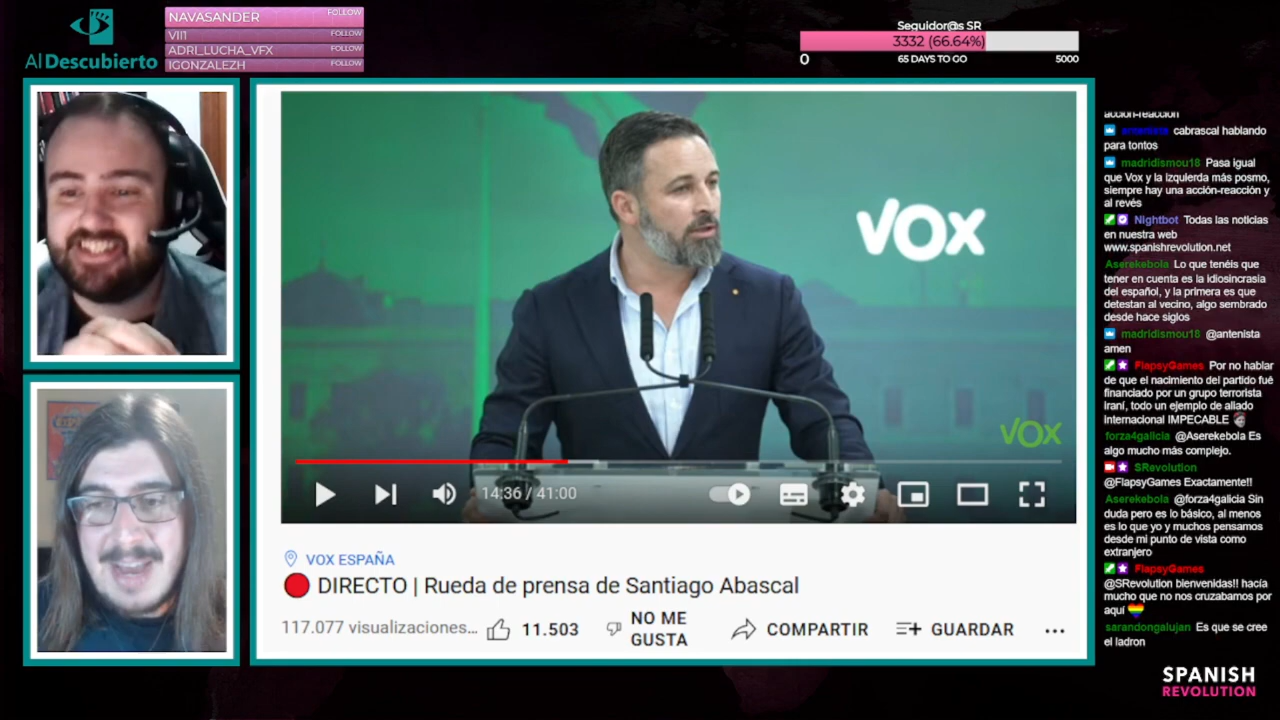 Al Descubierto
NAVASANDER FOLLOW
VII1 FOLLOW
ADRI_LUCHA_VFX FOLLOW
IGONZALEZH FOLLOW
Seguidor@s SR
3332 (66.64%)
0 65 DAYS TO GO 5000
VOX
VOX
14:36 / 41:00
VOX ESPAÑA
DIRECTO | Rueda de prensa de Santiago Abascal
117.077 visualizaciones... 11.503 NO ME
GUSTA COMPARTIR GUARDAR ...
acción-reacción
antenista cabrascal hablando
para tontos
madridismou18 Pasa igual
que Vox y la izquierda más posmo,
siempre hay una acción-reacción y
al revés
Nightbot Todas las noticias
en nuestra web
www.spanishrevolution.net
Aserekebola Lo que tenéis que
tener en cuenta es la idiosincrasia
del español, y la primera es que
detestan al vecino, algo sembrado
desde hace siglos
madridismou18 @antenista
amen
FlapsyGames Por no hablar
de que el nacimiento del partido fué
financiado por un grupo terrorista
iraní, todo un ejemplo de aliado
internacional IMPECABLE
forza4galicia @Aserekebola Es
algo mucho más complejo.
SRevolution
@FlapsyGames Exactamente!!
Aserekebola @forza4galicia Sin
duda pero es lo básico, al menos
es lo que yo y muchos pensamos
desde mi punto de vista como
extranjero
FlapsyGames
@SRevolution bienvenidas!! hacía
mucho que no nos cruzabamos por
aquí
sarandongalujan Es que se cree
el ladron
SPANISH
REVOLUTION